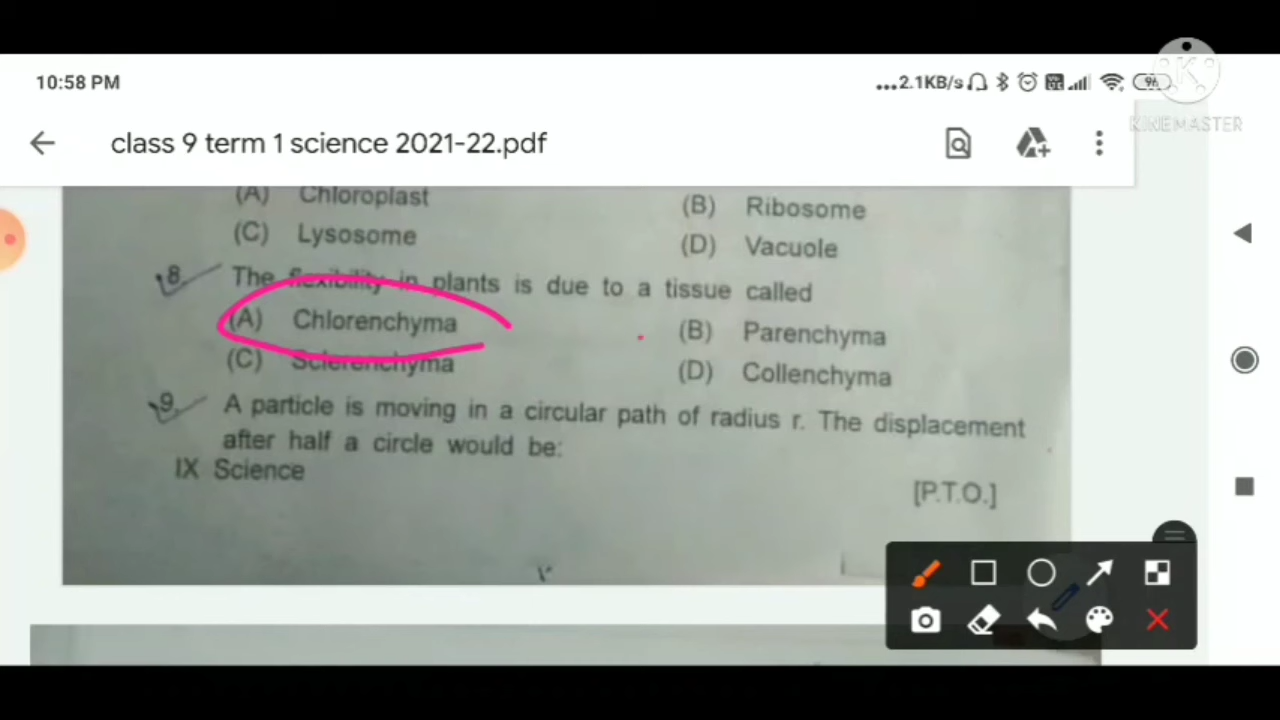 10:58 PM
...2.1KB/s
96
KINEMASTER
class 9 term 1 science 2021-22.pdf
(A) Chloroplast (B) Ribosome
(C) Lysosome (D) Vacuole
8. The flexibility in plants is due to a tissue called
(A) Chlorenchyma (B) Parenchyma
(C) Sclerenchyma (D) Collenchyma
9. A particle is moving in a circular path of radius r. The displacement
after half a circle would be:
IX Science
[P.T.O.]